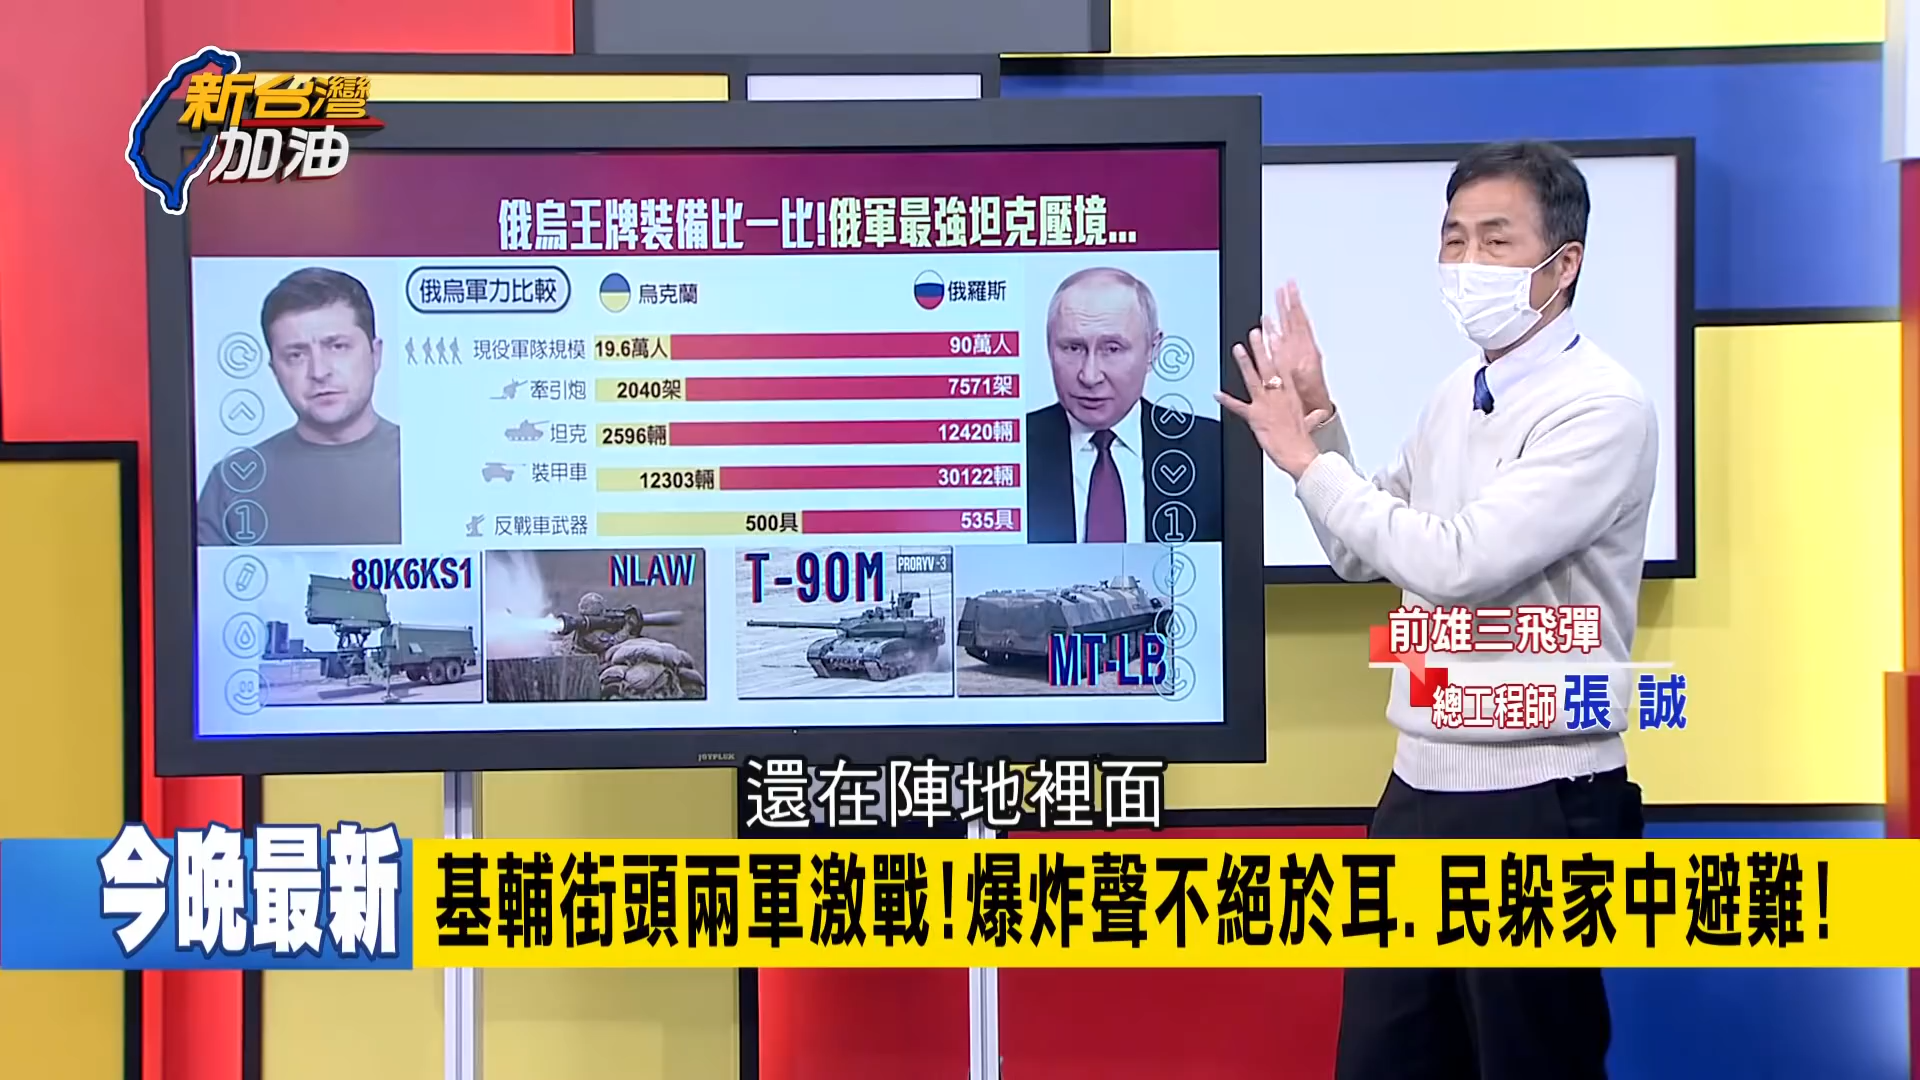 新台灣
加油
俄烏王牌裝備比一比!俄軍最強坦克壓境...
俄烏軍力比較
烏克蘭
俄羅斯
現役軍隊規模 19.6萬人 90萬人
牽引炮 2040架 7571架
坦克 2596輛 12420輛
裝甲車 12303輛 30122輛
反戰車武器 500具 535具
1
1
80K6KS1
NLAW
T-90M
PRORYV-3
MT-LB
JOYPLEX
前雄三飛彈
總工程師 張 誠
還在陣地裡面
今晚最新
基輔街頭兩軍激戰!爆炸聲不絕於耳.民躲家中避難!